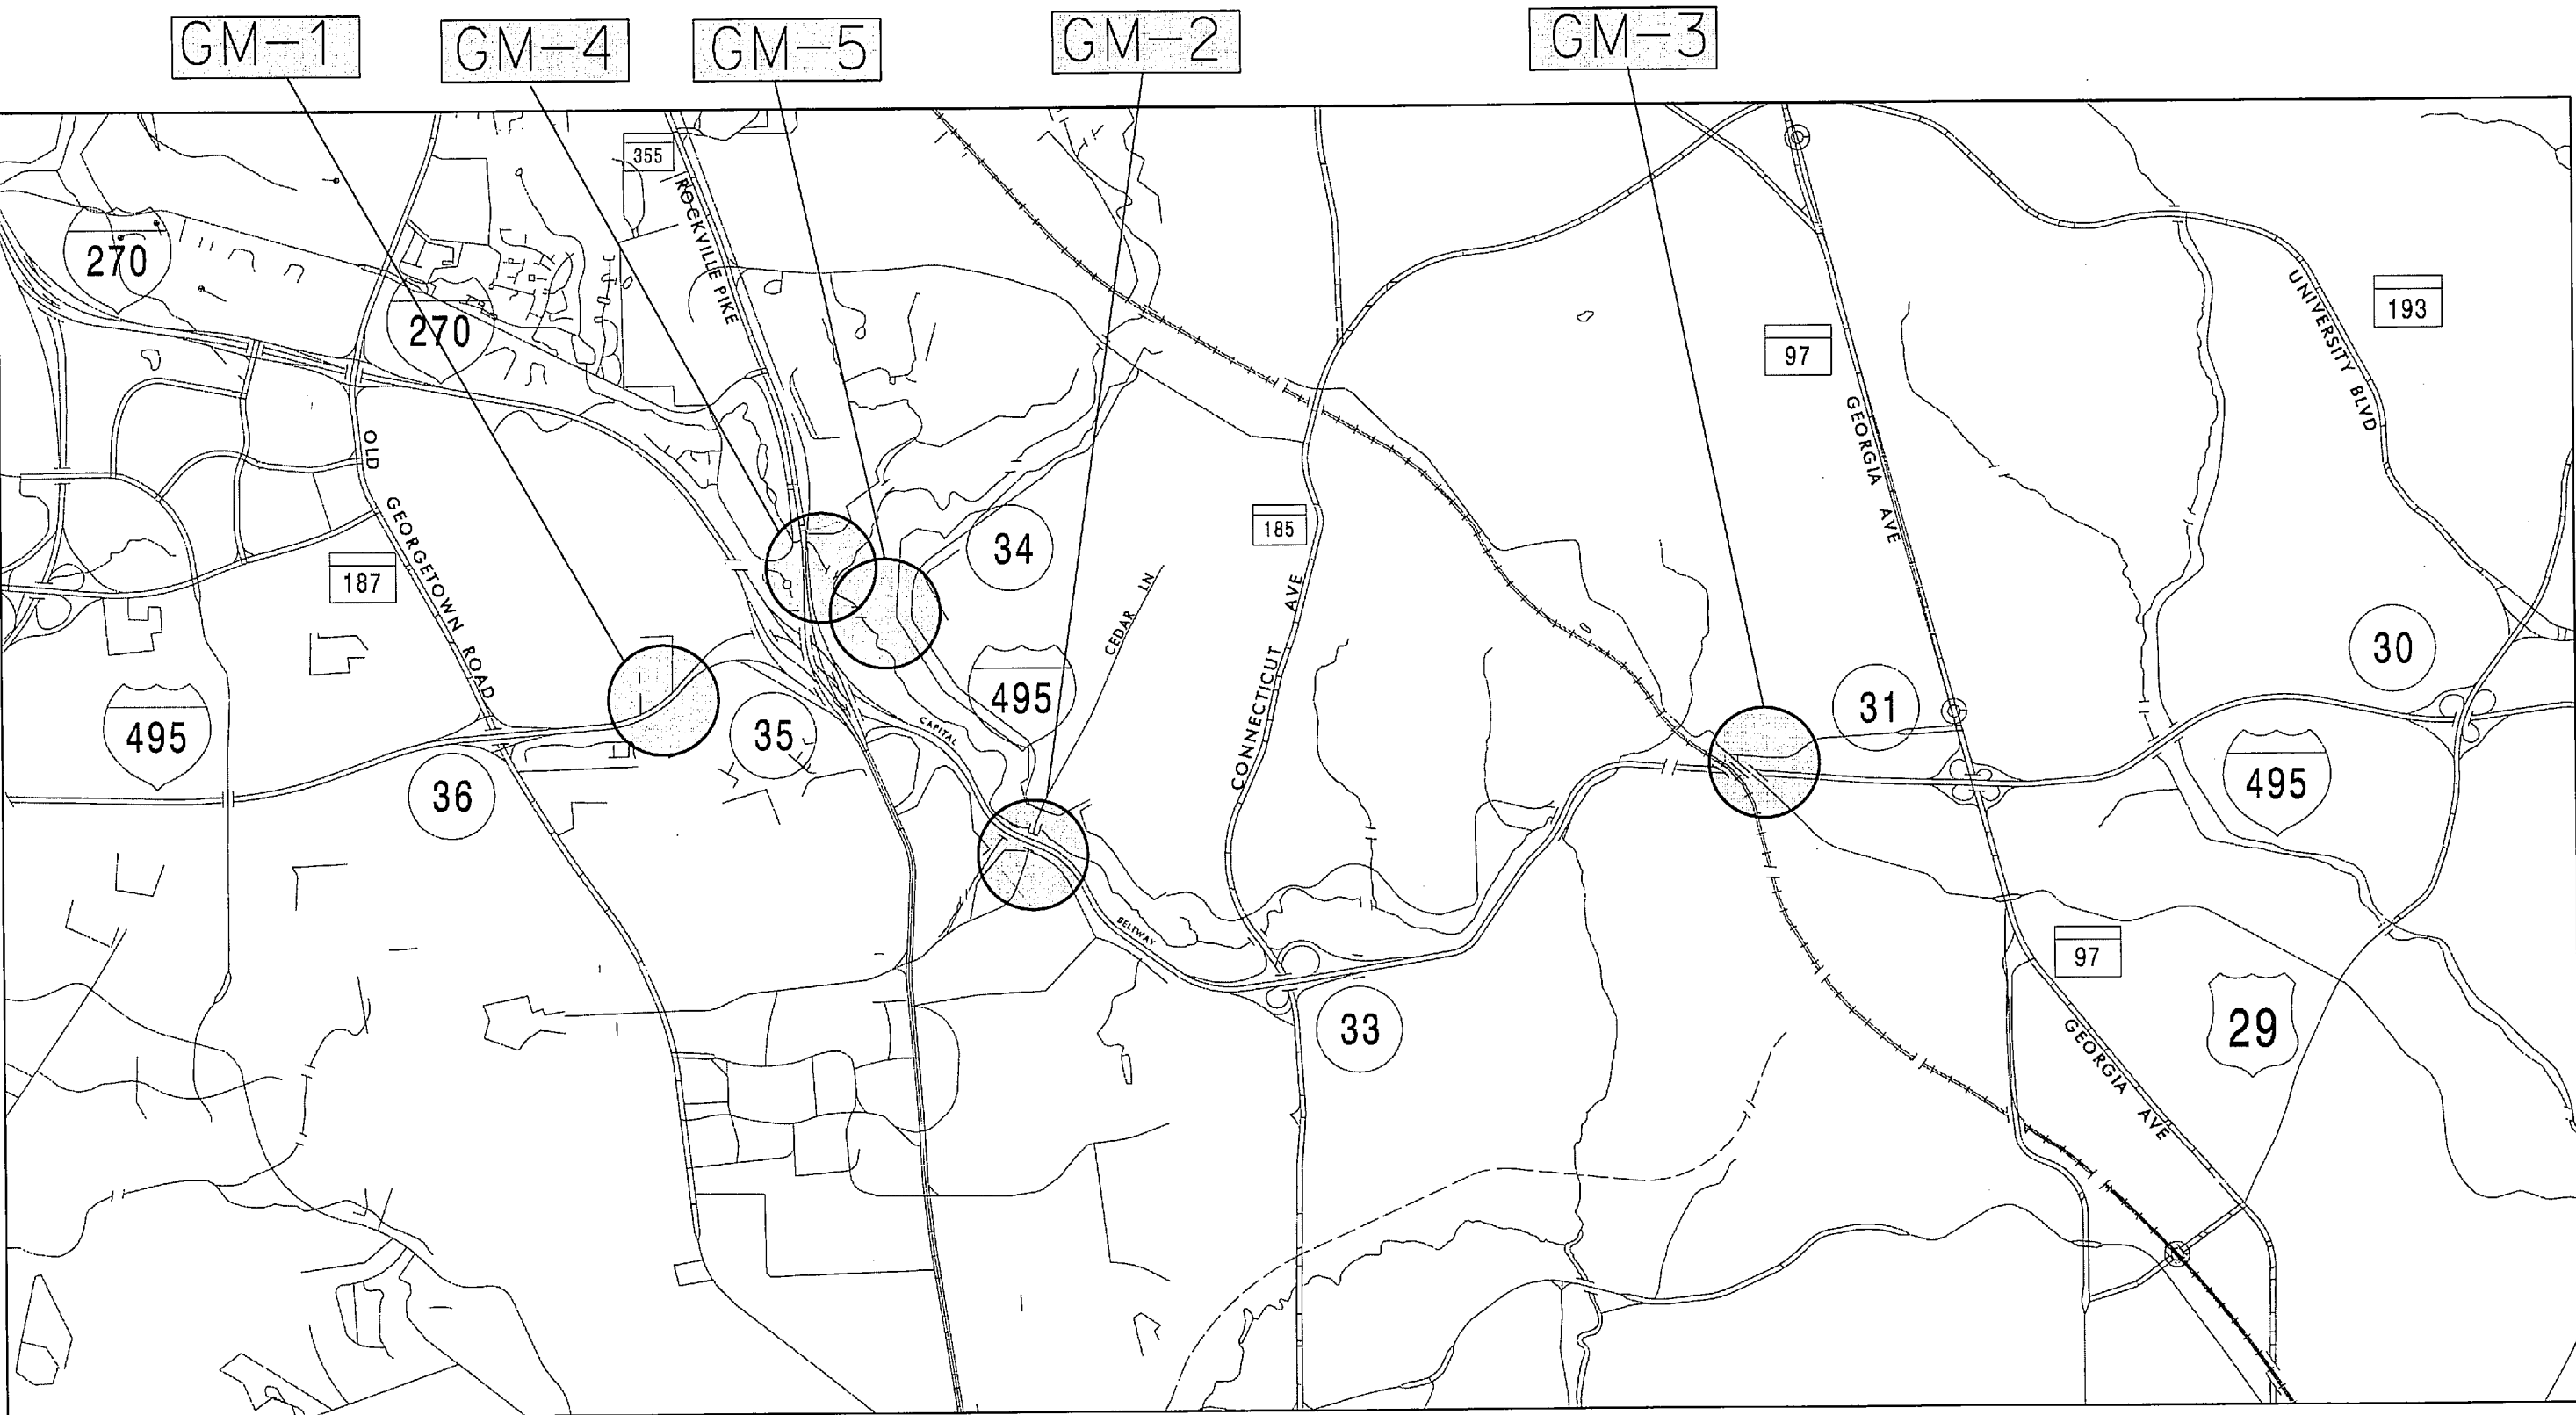 GM-1
GM-4
GM-5
GM-2
GM-3
355
ROCKVILLE PIKE
270
270
193
UNIVERSITY BLVD
97
GEORGIA AVE
OLD GEORGETOWN ROAD
187
34
185
CEDAR LN
CONNECTICUT AVE
30
495
495
31
35
CAPITAL
36
495
BELTWAY
97
33
29
GEORGIA AVE